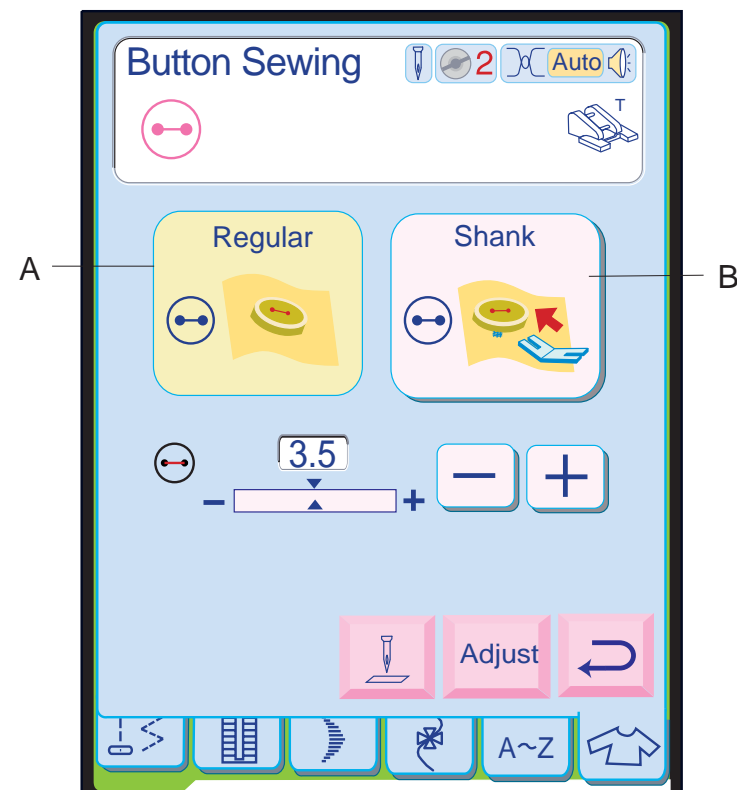 Button Sewing 2 Auto
T
Regular Shank
A B
3.5
- +
- +
Adjust
A~Z